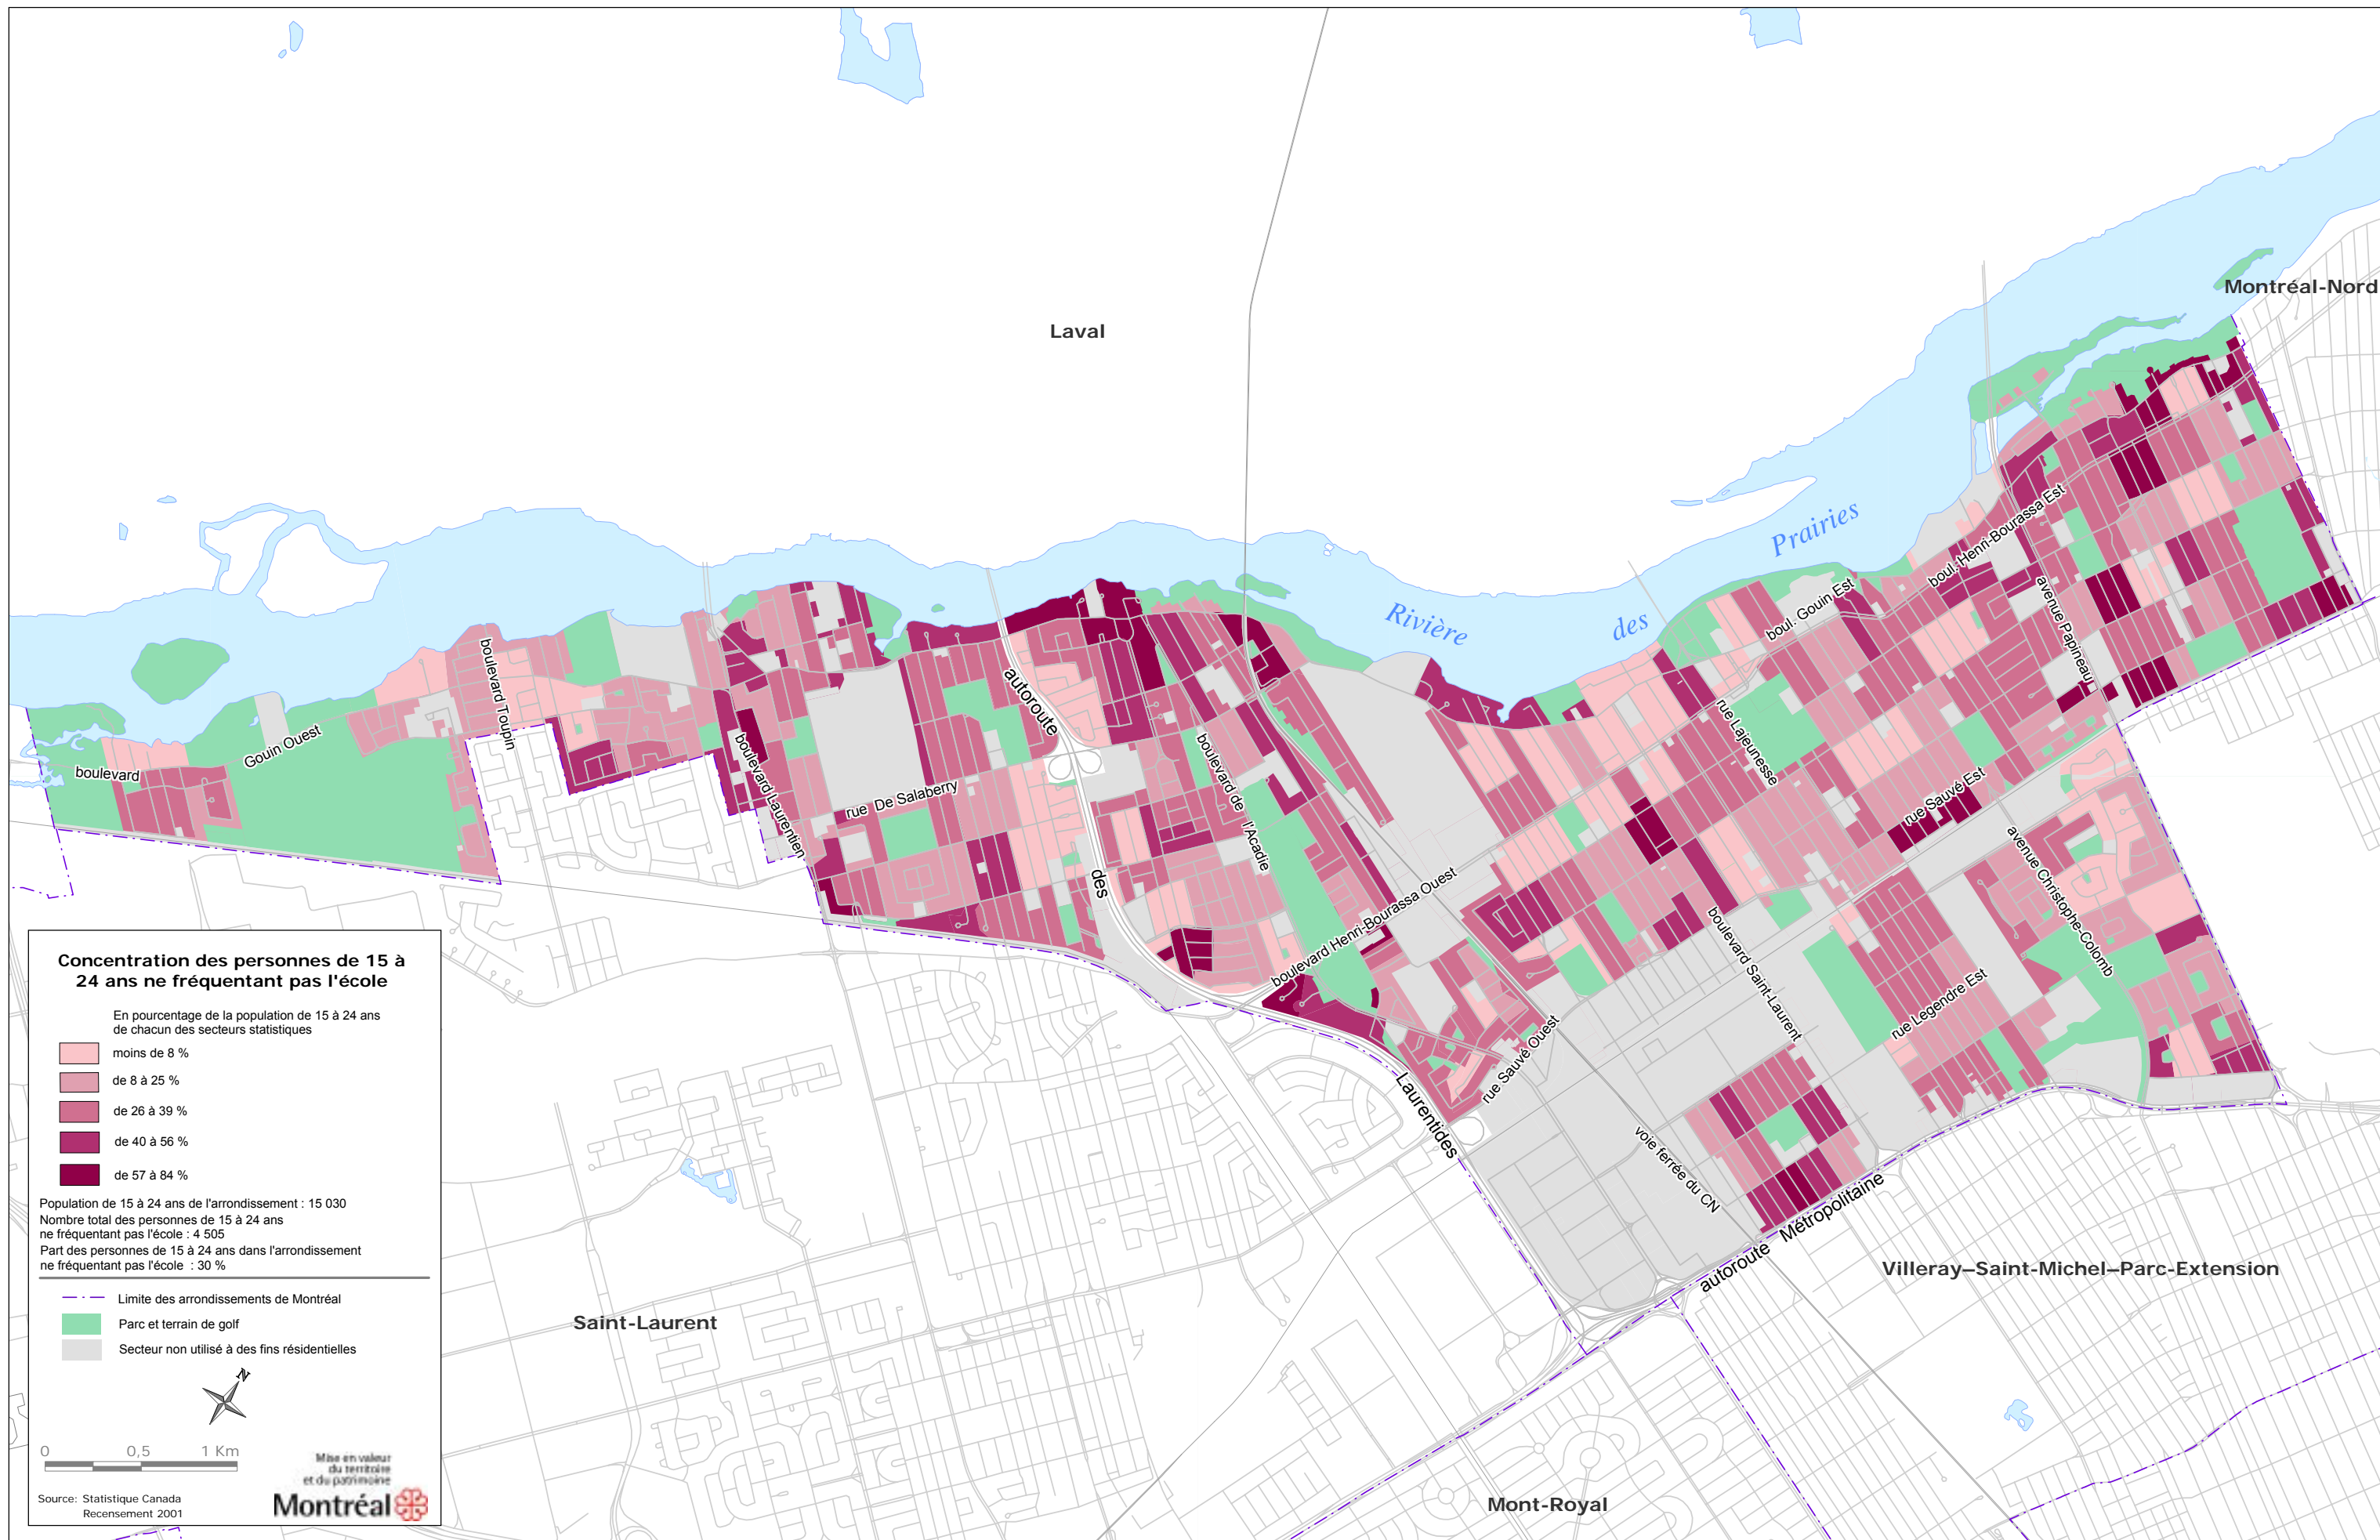 Laval
Montréal-Nord
Rivière
des
Prairies
boulevard
Gouin Ouest
boulevard Toupin
boulevard Laurentien
rue De Salaberry
autoroute
des
Laurentides
boulevard de
l'Acadie
boulevard Henri-Bourassa Ouest
rue Sauvé Ouest
boul. Gouin Est
boul. Henri-Bourassa Est
rue Lajeunesse
avenue Papineau
rue Sauvé Est
avenue Christophe-Colomb
boulevard Saint-Laurent
rue Legendre Est
voie ferrée du CN
autoroute Métropolitaine
Villeray–Saint-Michel–Parc-Extension
Saint-Laurent
Mont-Royal
Concentration des personnes de 15 à
24 ans ne fréquentant pas l'école
En pourcentage de la population de 15 à 24 ans
de chacun des secteurs statistiques
moins de 8 %
de 8 à 25 %
de 26 à 39 %
de 40 à 56 %
de 57 à 84 %
Population de 15 à 24 ans de l'arrondissement : 15 030
Nombre total des personnes de 15 à 24 ans
ne fréquentant pas l'école : 4 505
Part des personnes de 15 à 24 ans dans l'arrondissement
ne fréquentant pas l'école : 30 %
Limite des arrondissements de Montréal
Parc et terrain de golf
Secteur non utilisé à des fins résidentielles
N
0 0,5 1 Km
Mise en valeur
du territoire
et du patrimoine
Montréal
Source: Statistique Canada
Recensement 2001